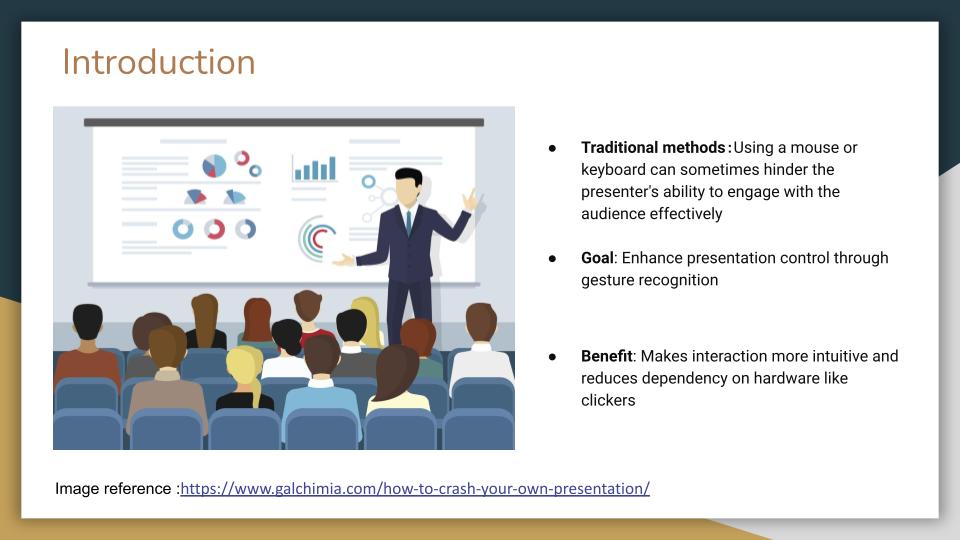 Introduction
● Traditional methods: Using a mouse or
keyboard can sometimes hinder the
presenter's ability to engage with the
audience effectively
● Goal: Enhance presentation control through
gesture recognition
● Benefit: Makes interaction more intuitive and
reduces dependency on hardware like
clickers
Image reference :https://www.galchimia.com/how-to-crash-your-own-presentation/